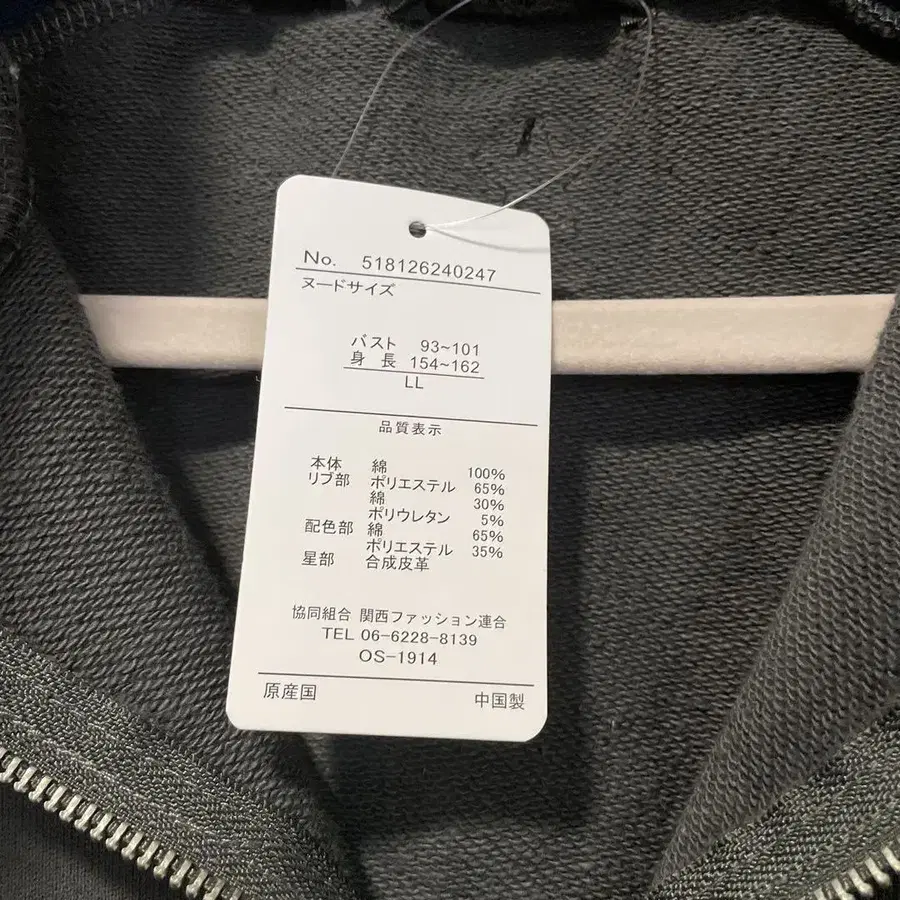 No. 518126240247
ヌードサイズ
バスト 93~101
身 長 154~162
LL
品質表示
本体 綿 100%
リブ部 ポリエステル 65%
綿 30%
ポリウレタン 5%
配色部 綿 65%
ポリエステル 35%
星部 合成皮革
協同組合 関西ファッション連合
TEL 06-6228-8139
OS-1914
原産国 中国製